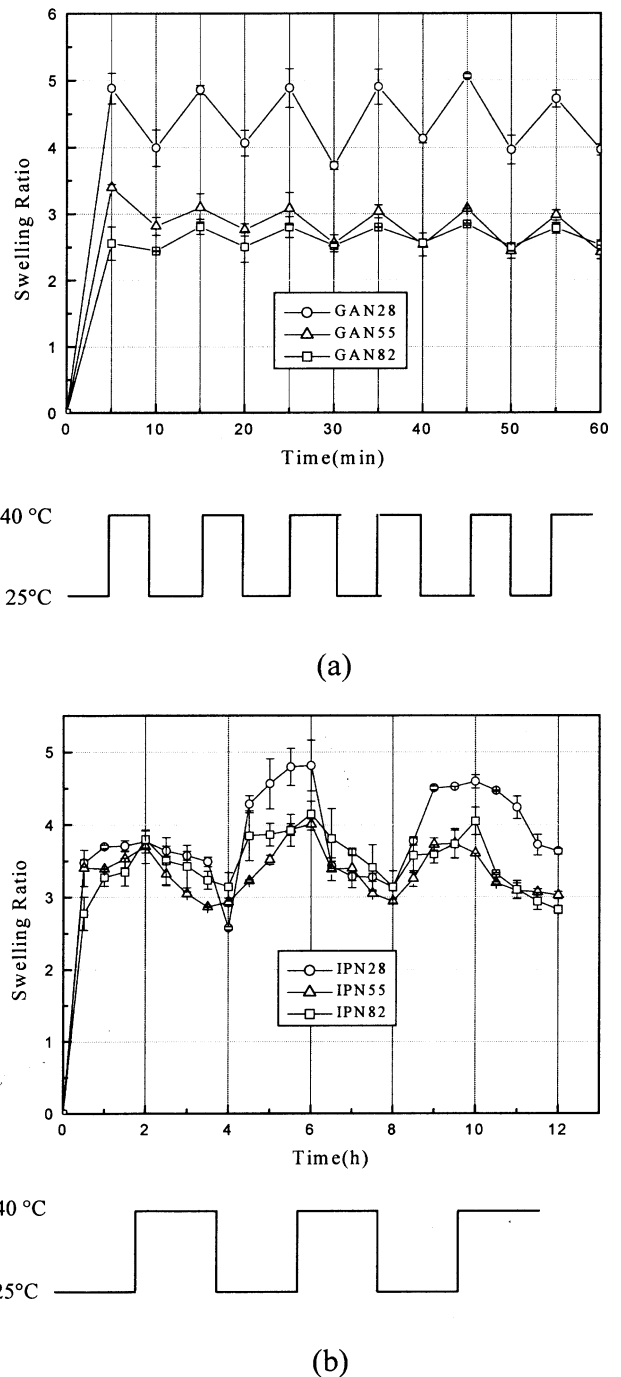 6
5
4
3
2
1
0
Swelling Ratio
GAN28
GAN55
GAN82
0 10 20 30 40 50 60
Time(min)
40 °C
25°C
(a)
5
4
3
2
1
0
Swelling Ratio
IPN28
IPN55
IPN82
0 2 4 6 8 10 12
Time(h)
40 °C
25°C
(b)